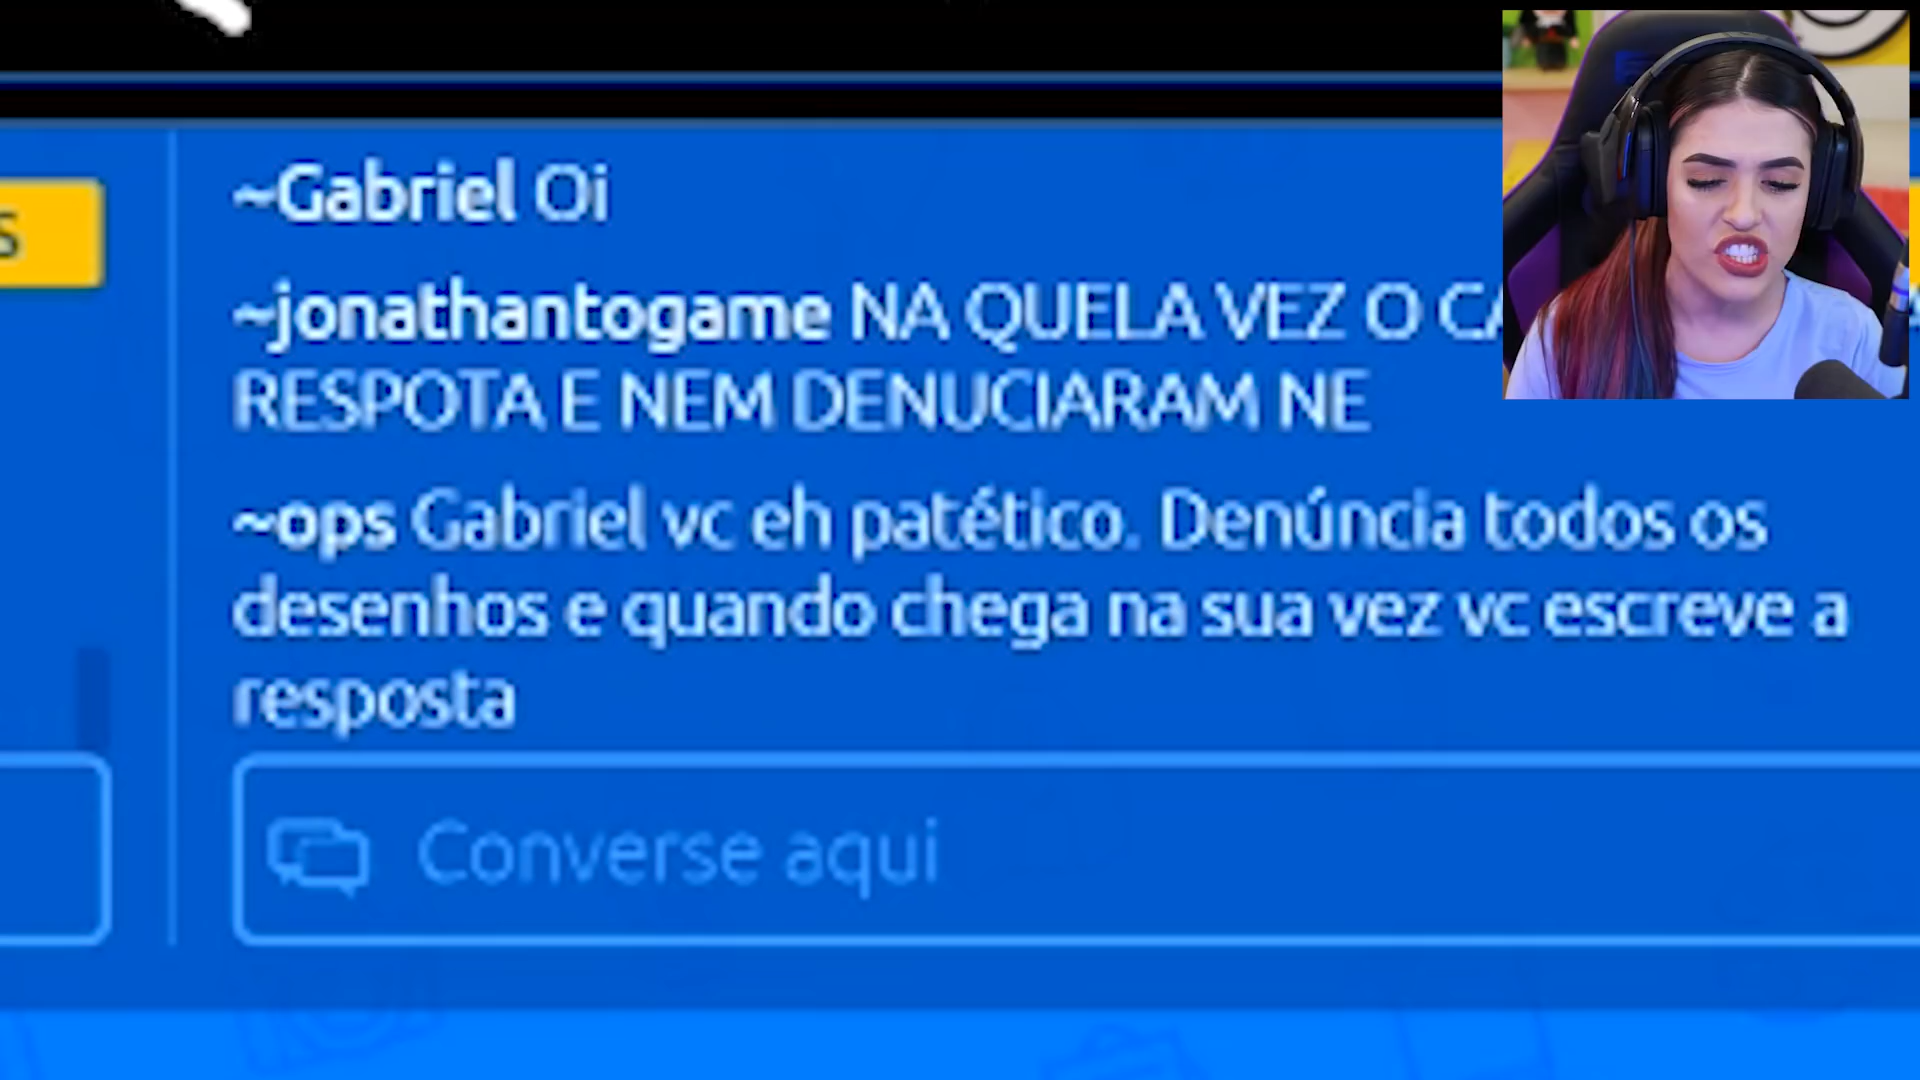 S
~Gabriel Oi
~jonathantogame NA QUELA VEZ O
RESPOTA E NEM DENUCIARAM NE
~ops Gabriel vc eh patético. Denúncia todos os
desenhos e quando chega na sua vez vc escreve a
resposta
Converse aqui